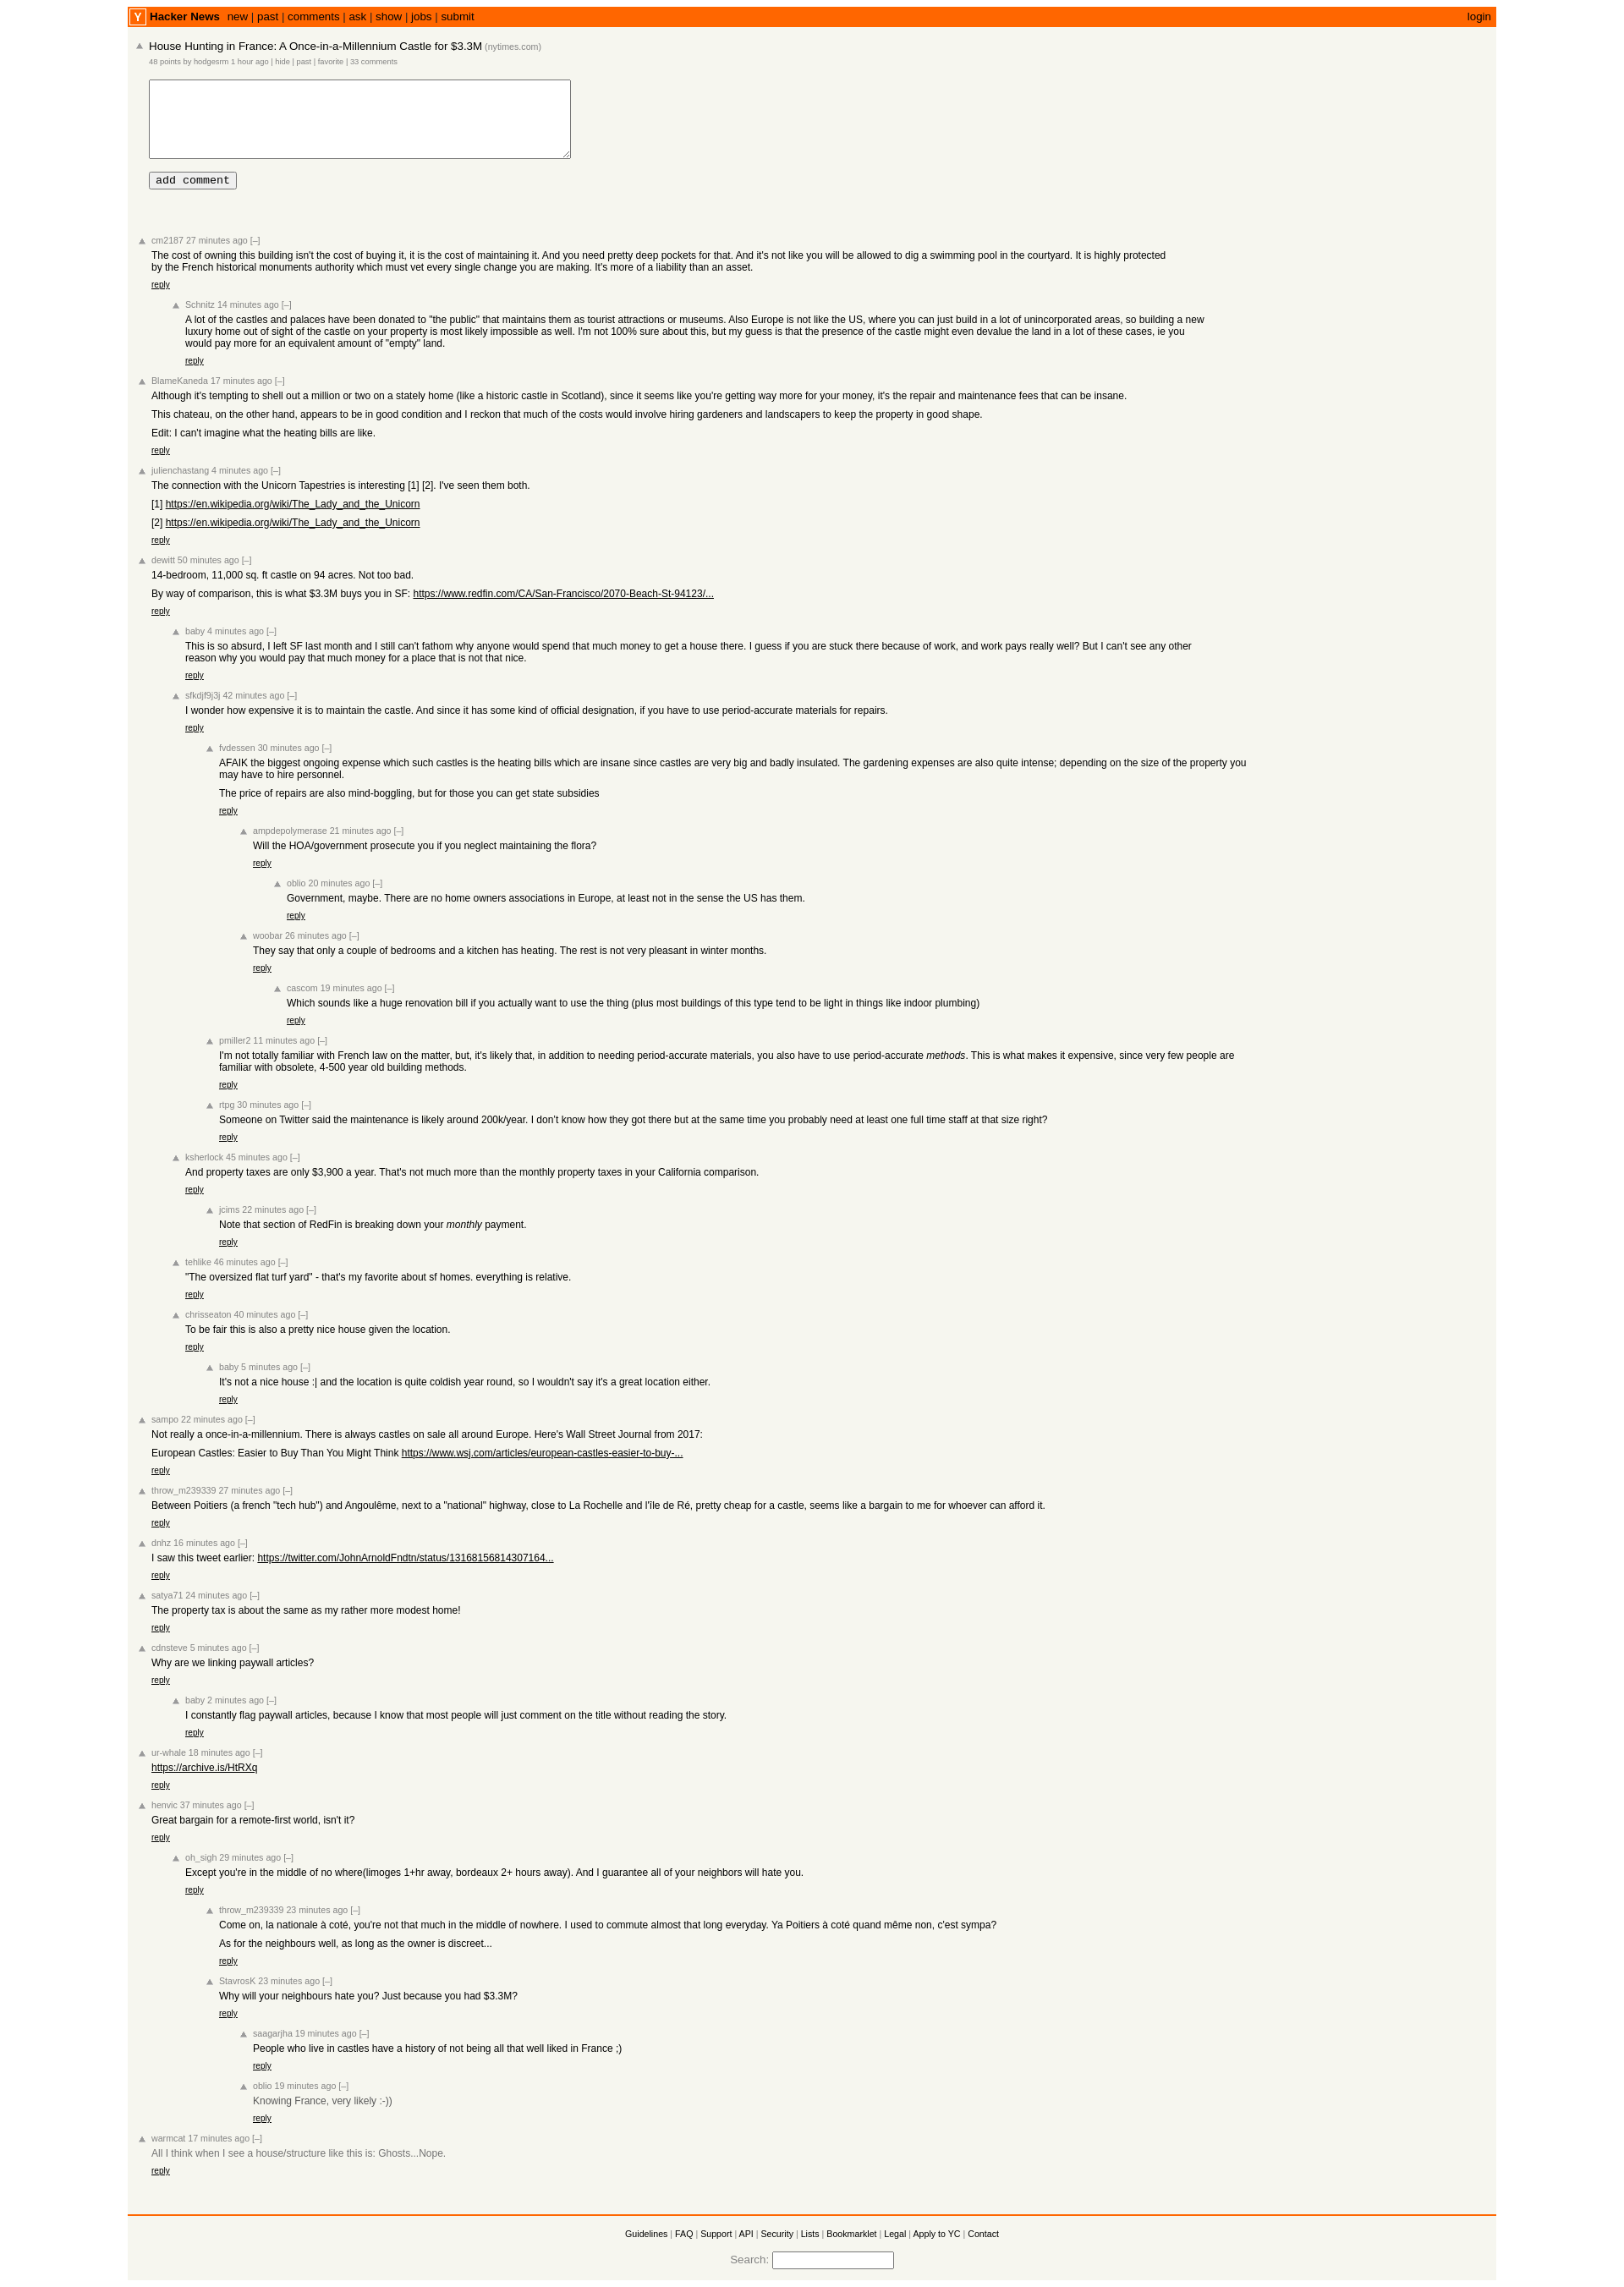 Y Hacker News new | past | comments | ask | show | jobs | submit login
House Hunting in France: A Once-in-a-Millennium Castle for $3.3M (nytimes.com)
48 points by hodgesrm 1 hour ago | hide | past | favorite | 33 comments
add comment
cm2187 27 minutes ago [–]
The cost of owning this building isn't the cost of buying it, it is the cost of maintaining it. And you need pretty deep pockets for that. And it's not like you will be allowed to dig a swimming pool in the courtyard. It is highly protected
by the French historical monuments authority which must vet every single change you are making. It's more of a liability than an asset.
reply
Schnitz 14 minutes ago [–]
A lot of the castles and palaces have been donated to "the public" that maintains them as tourist attractions or museums. Also Europe is not like the US, where you can just build in a lot of unincorporated areas, so building a new
luxury home out of sight of the castle on your property is most likely impossible as well. I'm not 100% sure about this, but my guess is that the presence of the castle might even devalue the land in a lot of these cases, ie you
would pay more for an equivalent amount of "empty" land.
reply
BlameKaneda 17 minutes ago [–]
Although it's tempting to shell out a million or two on a stately home (like a historic castle in Scotland), since it seems like you're getting way more for your money, it's the repair and maintenance fees that can be insane.
This chateau, on the other hand, appears to be in good condition and I reckon that much of the costs would involve hiring gardeners and landscapers to keep the property in good shape.
Edit: I can't imagine what the heating bills are like.
reply
julienchastang 4 minutes ago [–]
The connection with the Unicorn Tapestries is interesting [1] [2]. I've seen them both.
[1] https://en.wikipedia.org/wiki/The_Lady_and_the_Unicorn
[2] https://en.wikipedia.org/wiki/The_Lady_and_the_Unicorn
reply
dewitt 50 minutes ago [–]
14-bedroom, 11,000 sq. ft castle on 94 acres. Not too bad.
By way of comparison, this is what $3.3M buys you in SF: https://www.redfin.com/CA/San-Francisco/2070-Beach-St-94123/...
reply
baby 4 minutes ago [–]
This is so absurd, I left SF last month and I still can't fathom why anyone would spend that much money to get a house there. I guess if you are stuck there because of work, and work pays really well? But I can't see any other
reason why you would pay that much money for a place that is not that nice.
reply
sfkdjf9j3j 42 minutes ago [–]
I wonder how expensive it is to maintain the castle. And since it has some kind of official designation, if you have to use period-accurate materials for repairs.
reply
fvdessen 30 minutes ago [–]
AFAIK the biggest ongoing expense which such castles is the heating bills which are insane since castles are very big and badly insulated. The gardening expenses are also quite intense; depending on the size of the property you
may have to hire personnel.
The price of repairs are also mind-boggling, but for those you can get state subsidies
reply
ampdepolymerase 21 minutes ago [–]
Will the HOA/government prosecute you if you neglect maintaining the flora?
reply
oblio 20 minutes ago [–]
Government, maybe. There are no home owners associations in Europe, at least not in the sense the US has them.
reply
woobar 26 minutes ago [–]
They say that only a couple of bedrooms and a kitchen has heating. The rest is not very pleasant in winter months.
reply
cascom 19 minutes ago [–]
Which sounds like a huge renovation bill if you actually want to use the thing (plus most buildings of this type tend to be light in things like indoor plumbing)
reply
pmiller2 11 minutes ago [–]
I'm not totally familiar with French law on the matter, but, it's likely that, in addition to needing period-accurate materials, you also have to use period-accurate methods. This is what makes it expensive, since very few people are
familiar with obsolete, 4-500 year old building methods.
reply
rtpg 30 minutes ago [–]
Someone on Twitter said the maintenance is likely around 200k/year. I don't know how they got there but at the same time you probably need at least one full time staff at that size right?
reply
ksherlock 45 minutes ago [–]
And property taxes are only $3,900 a year. That's not much more than the monthly property taxes in your California comparison.
reply
jcims 22 minutes ago [–]
Note that section of RedFin is breaking down your monthly payment.
reply
tehlike 46 minutes ago [–]
"The oversized flat turf yard" - that's my favorite about sf homes. everything is relative.
reply
chrisseaton 40 minutes ago [–]
To be fair this is also a pretty nice house given the location.
reply
baby 5 minutes ago [–]
It's not a nice house :| and the location is quite coldish year round, so I wouldn't say it's a great location either.
reply
sampo 22 minutes ago [–]
Not really a once-in-a-millennium. There is always castles on sale all around Europe. Here's Wall Street Journal from 2017:
European Castles: Easier to Buy Than You Might Think https://www.wsj.com/articles/european-castles-easier-to-buy-...
reply
throw_m239339 27 minutes ago [–]
Between Poitiers (a french "tech hub") and Angoulême, next to a "national" highway, close to La Rochelle and l'île de Ré, pretty cheap for a castle, seems like a bargain to me for whoever can afford it.
reply
dnhz 16 minutes ago [–]
I saw this tweet earlier: https://twitter.com/JohnArnoldFndtn/status/13168156814307164...
reply
satya71 24 minutes ago [–]
The property tax is about the same as my rather more modest home!
reply
cdnsteve 5 minutes ago [–]
Why are we linking paywall articles?
reply
baby 2 minutes ago [–]
I constantly flag paywall articles, because I know that most people will just comment on the title without reading the story.
reply
ur-whale 18 minutes ago [–]
https://archive.is/HtRXq
reply
henvic 37 minutes ago [–]
Great bargain for a remote-first world, isn't it?
reply
oh_sigh 29 minutes ago [–]
Except you're in the middle of no where(limoges 1+hr away, bordeaux 2+ hours away). And I guarantee all of your neighbors will hate you.
reply
throw_m239339 23 minutes ago [–]
Come on, la nationale à coté, you're not that much in the middle of nowhere. I used to commute almost that long everyday. Ya Poitiers à coté quand même non, c'est sympa?
As for the neighbours well, as long as the owner is discreet...
reply
StavrosK 23 minutes ago [–]
Why will your neighbours hate you? Just because you had $3.3M?
reply
saagarjha 19 minutes ago [–]
People who live in castles have a history of not being all that well liked in France ;)
reply
oblio 19 minutes ago [–]
Knowing France, very likely :-))
reply
warmcat 17 minutes ago [–]
All I think when I see a house/structure like this is: Ghosts...Nope.
reply
Guidelines | FAQ | Support | API | Security | Lists | Bookmarklet | Legal | Apply to YC | Contact
Search: